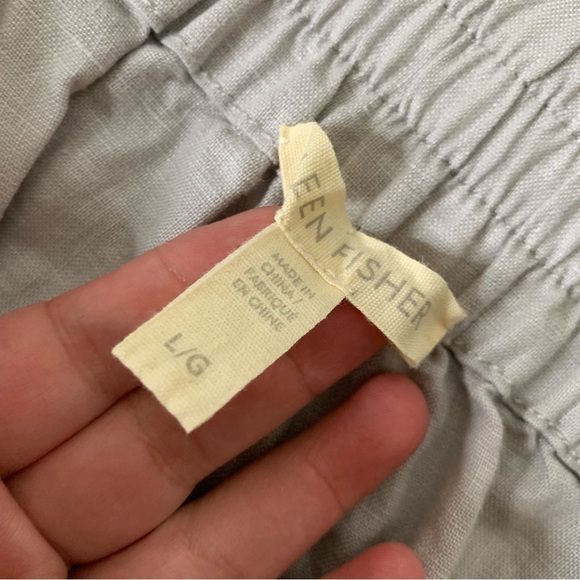 EEN FISHER
MADE IN
CHINA/
FABRIQUÉ
EN CHINE
L/G